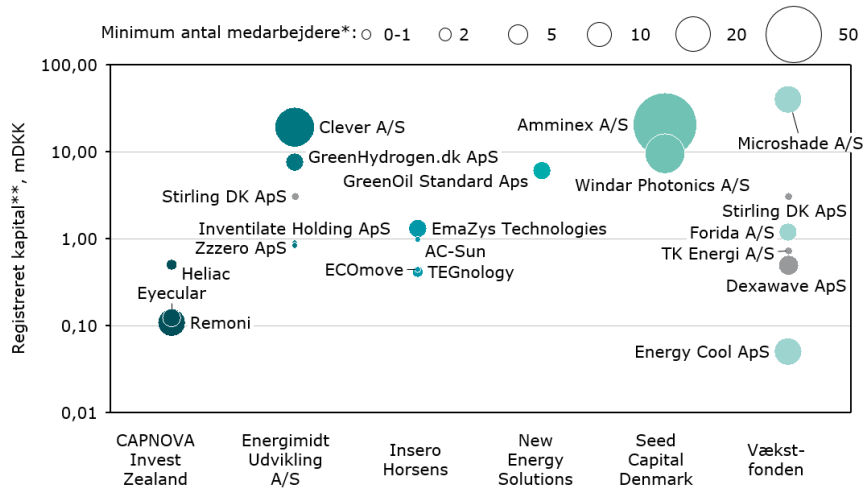 Minimum antal medarbejdere*: 0-1 2 5 10 20 50
Registreret kapital**, mDKK
100,00
10,00
1,00
0,10
0,01
Clever A/S
GreenHydrogen.dk ApS
Stirling DK ApS
Inventilate Holding ApS
Zzzero ApS
Heliac
Eyecular
Remoni
EmaZys Technologies
AC-Sun
ECOmove
TEGnology
GreenOil Standard Aps
Amminex A/S
Windar Photonics A/S
Microshade A/S
Stirling DK ApS
Forida A/S
TK Energi A/S
Dexawave ApS
Energy Cool ApS
CAPNOVA
Invest
Zealand
Energimidt
Udvikling
A/S
Insero
Horsens
New
Energy
Solutions
Seed
Capital
Denmark
Vækst-
fonden